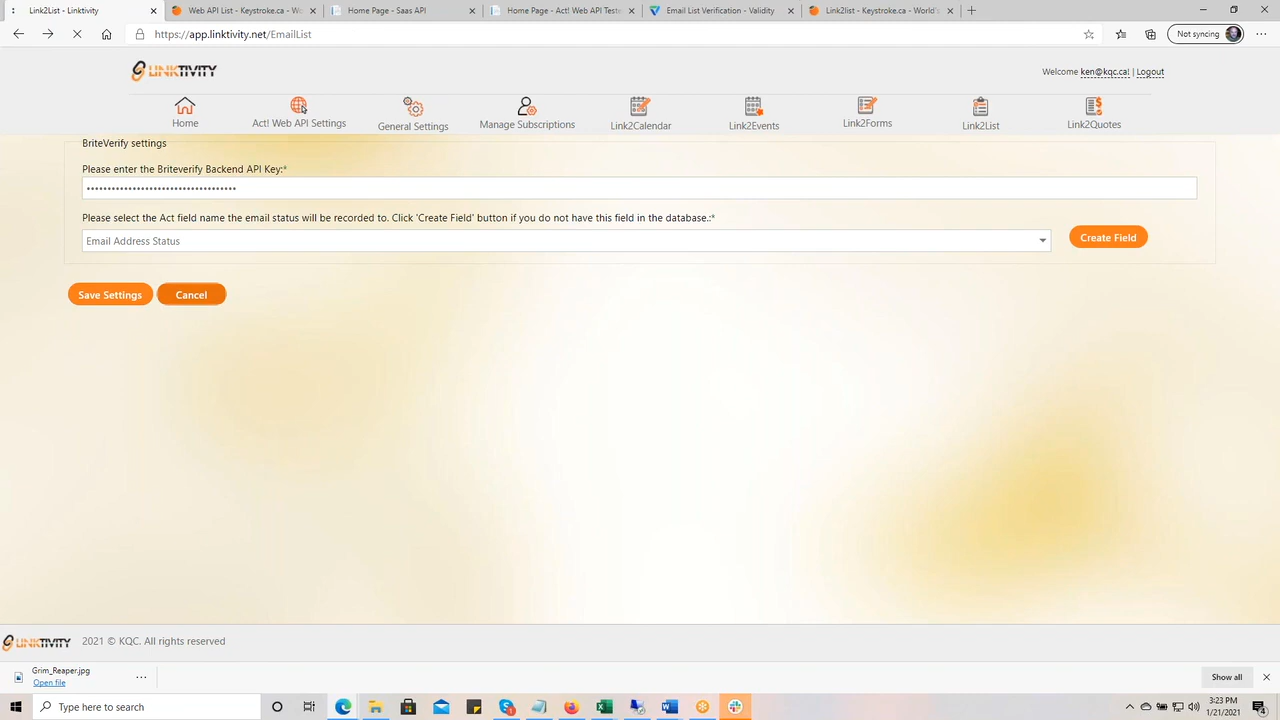 Link2List - Linktivity
Web API List - Keystroke.ca - Wo
Home Page - Saas API
Home Page - Act! Web API Teste
Email List Verification - Validity
Link2list - Keystroke.ca - World's
https://app.linktivity.net/EmailList
Not syncing
LINKTIVITY
Welcome ken@kqc.ca! | Logout
Home
Act! Web API Settings
General Settings
Manage Subscriptions
Link2Calendar
Link2Events
Link2Forms
Link2List
Link2Quotes
BriteVerify settings
Please enter the Briteverify Backend API Key:*
Please select the Act field name the email status will be recorded to. Click 'Create Field' button if you do not have this field in the database.:*
Email Address Status
Create Field
Save Settings
Cancel
LINKTIVITY
2021 © KQC. All rights reserved
Grim_Reaper.jpg
Open file
Show all
Type here to search
3:23 PM
1/21/2021